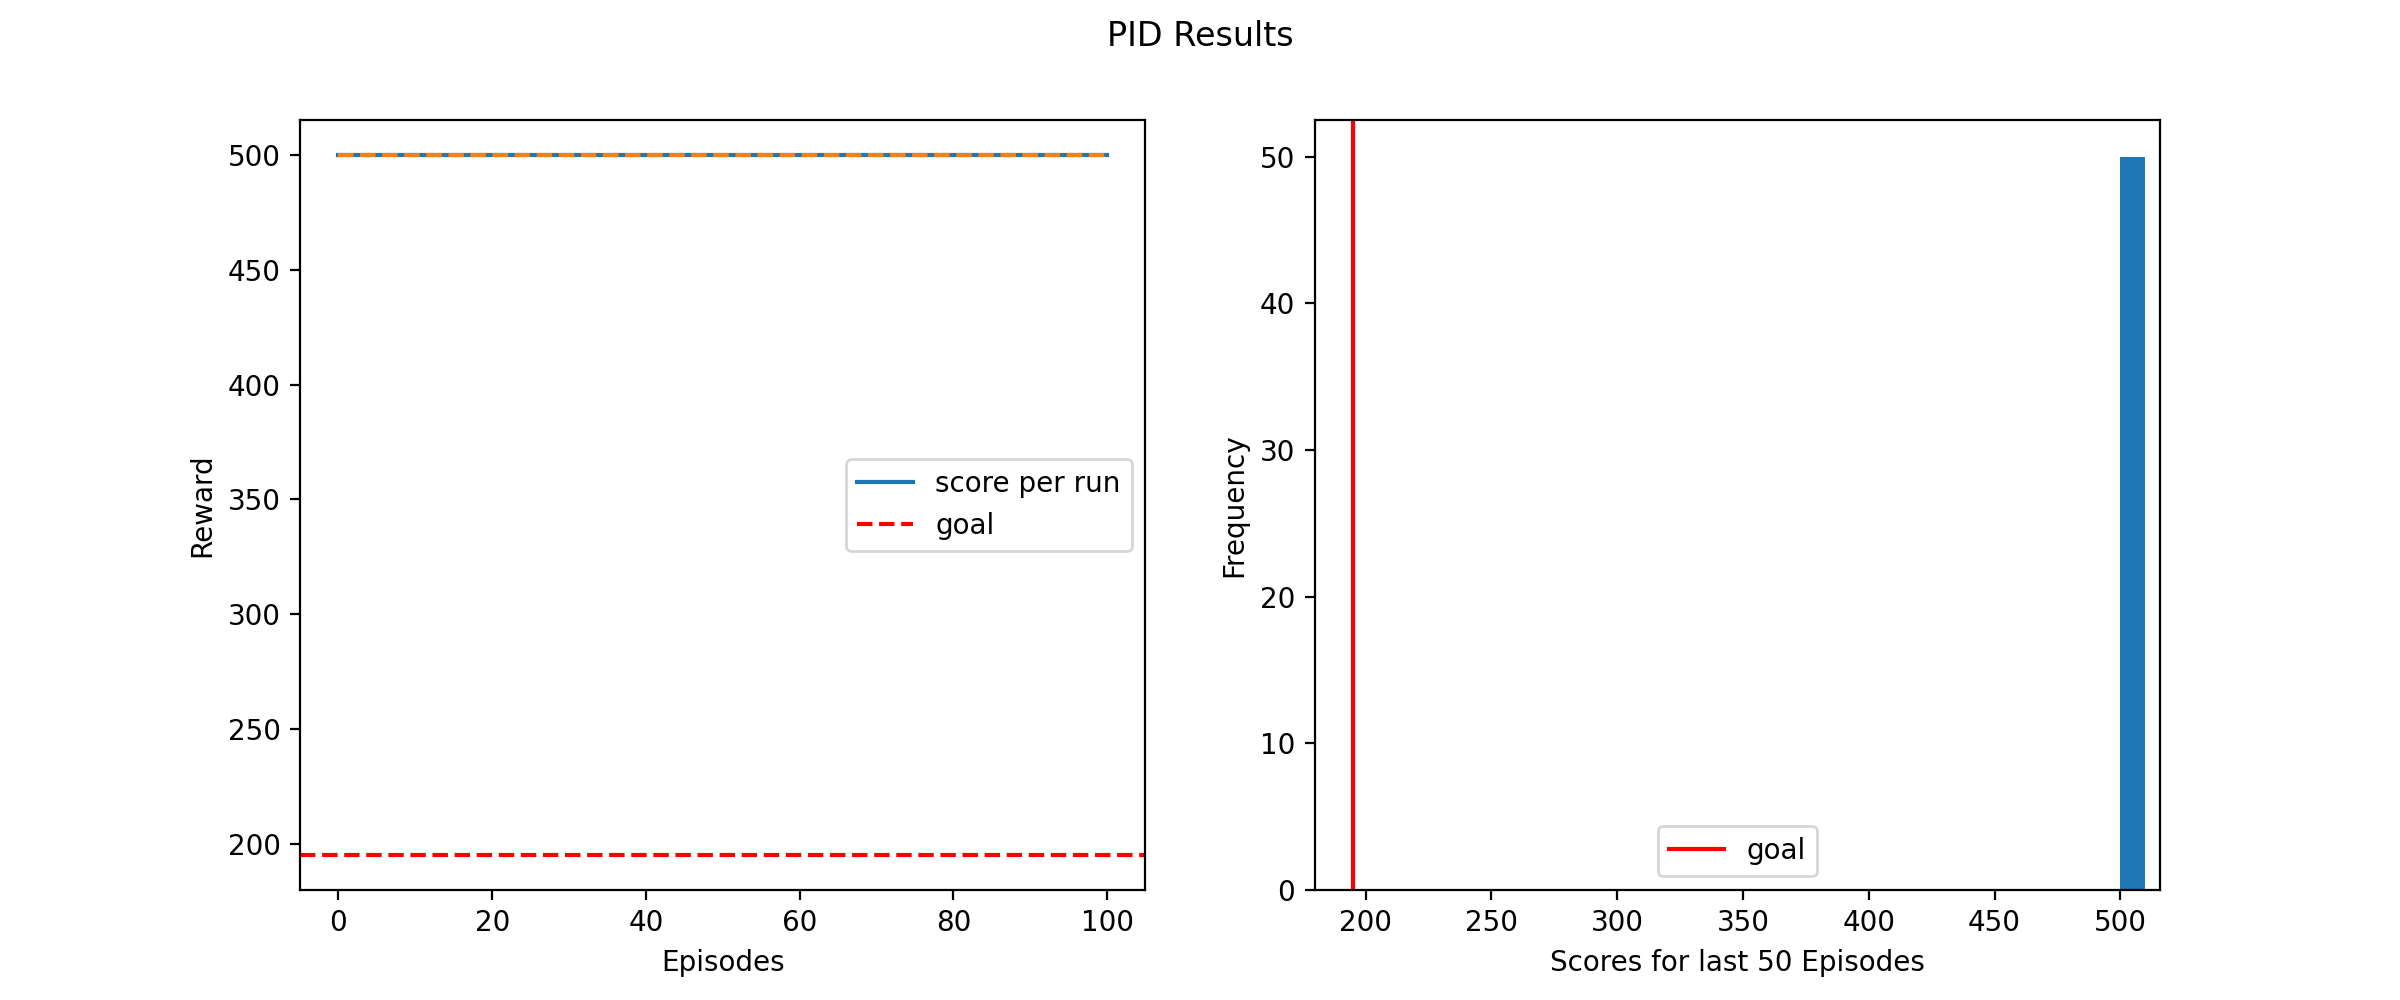 PID Results
500
450
400
350
300
250
200
Reward
score per run
goal
0 20 40 60 80 100
Episodes
50
40
30
20
10
0
Frequency
goal
200 250 300 350 400 450 500
Scores for last 50 Episodes